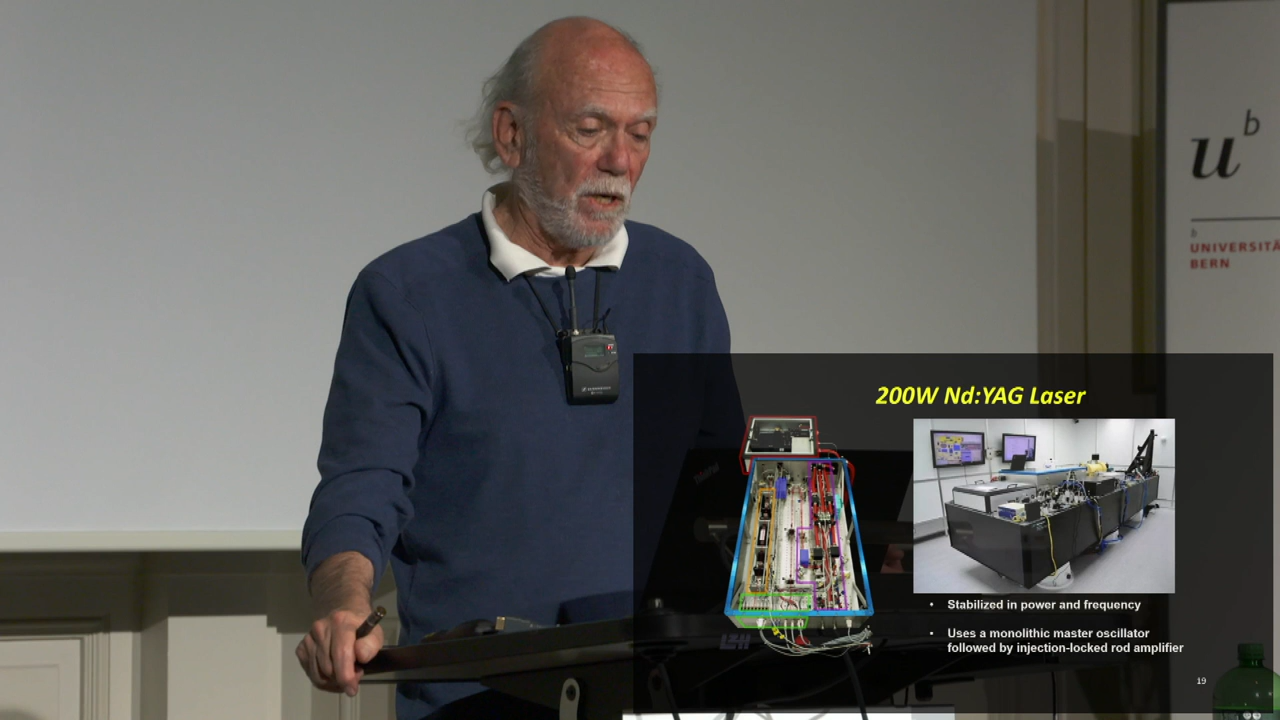 u
b
b
UNIVERSITÄ
BERN
200W Nd:YAG Laser
LZH
• Stabilized in power and frequency
• Uses a monolithic master oscillator
followed by injection-locked rod amplifier
19